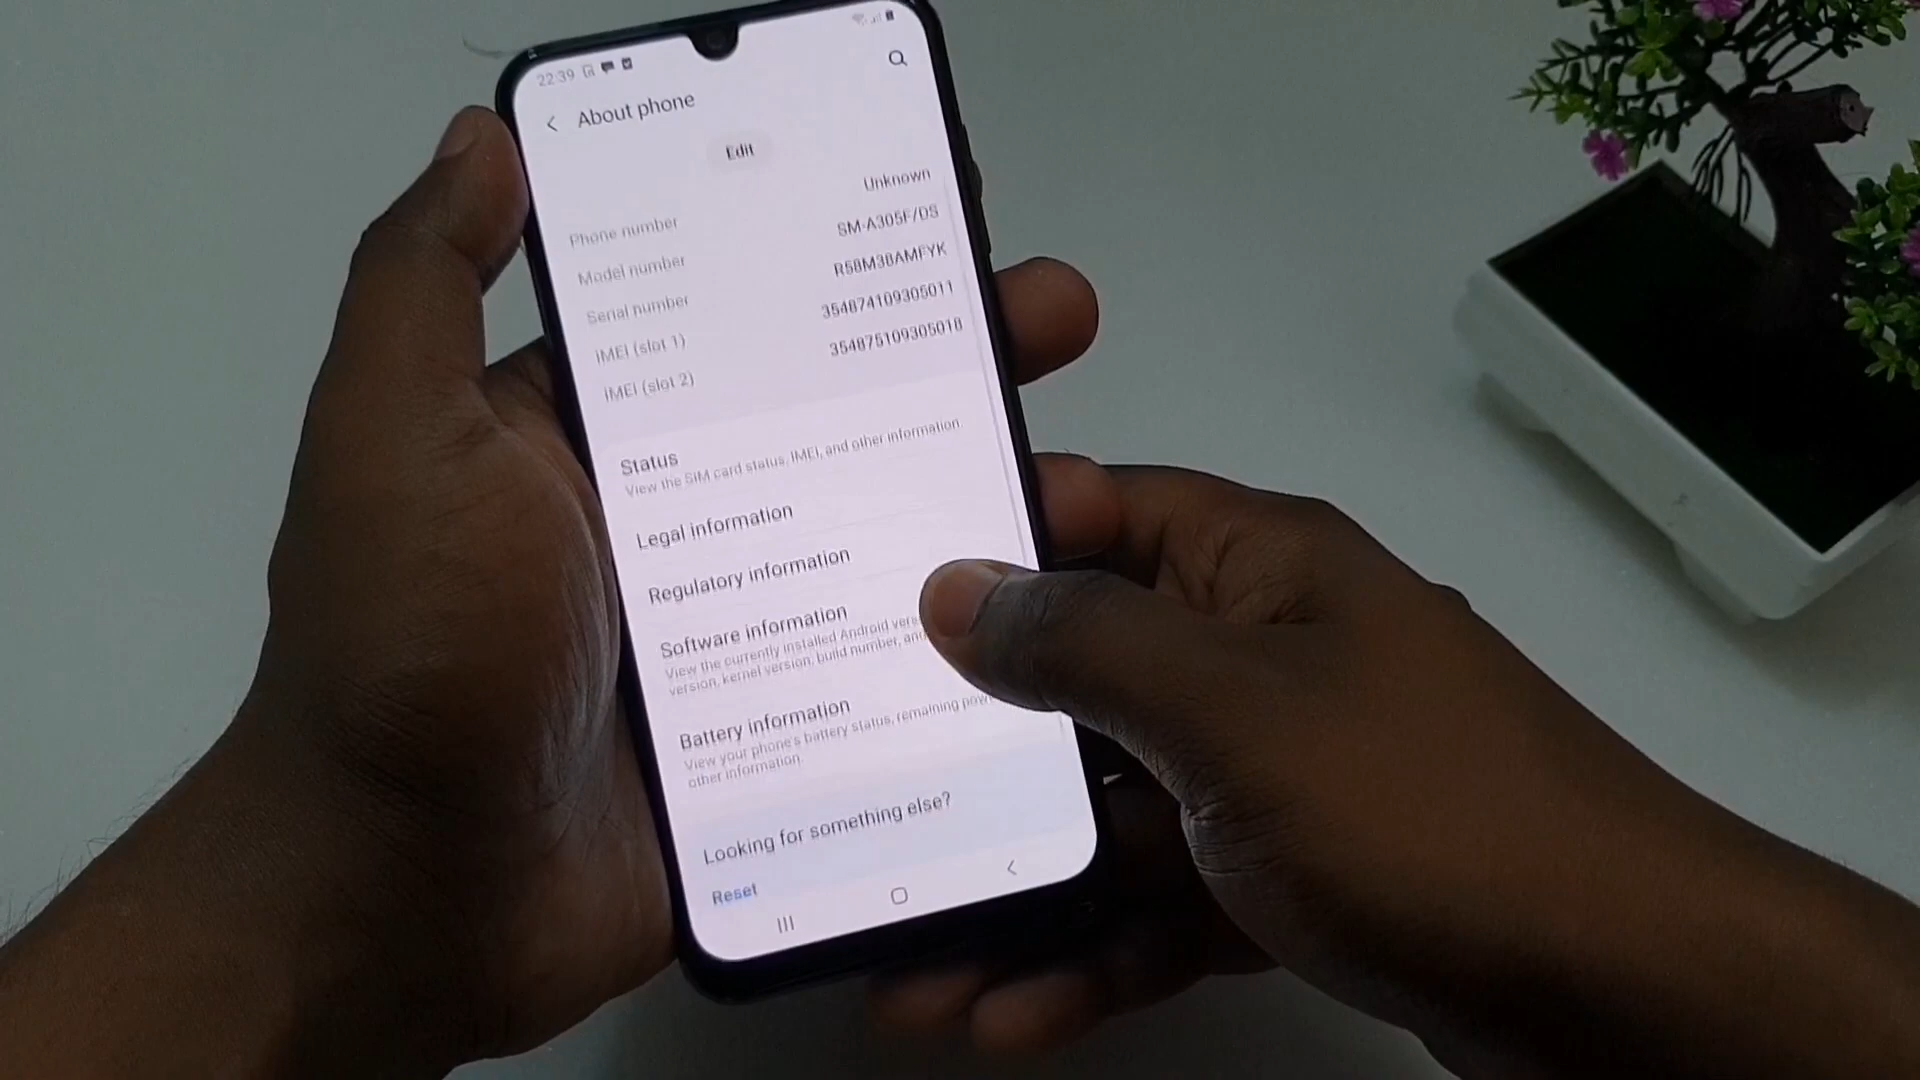 22:39
About phone
Edit
Phone number Unknown
Model number SM-A305F/DS
Serial number R58M38AMFYK
IMEI (slot 1) 354874109305011
IMEI (slot 2) 354875109305018
Status
View the SIM card status, IMEI, and other information.
Legal information
Regulatory information
Software information
View the currently installed Android
version, kernel version, build number, and
Battery information
View your phone's battery status, remaining
other information.
Looking for something else?
Reset